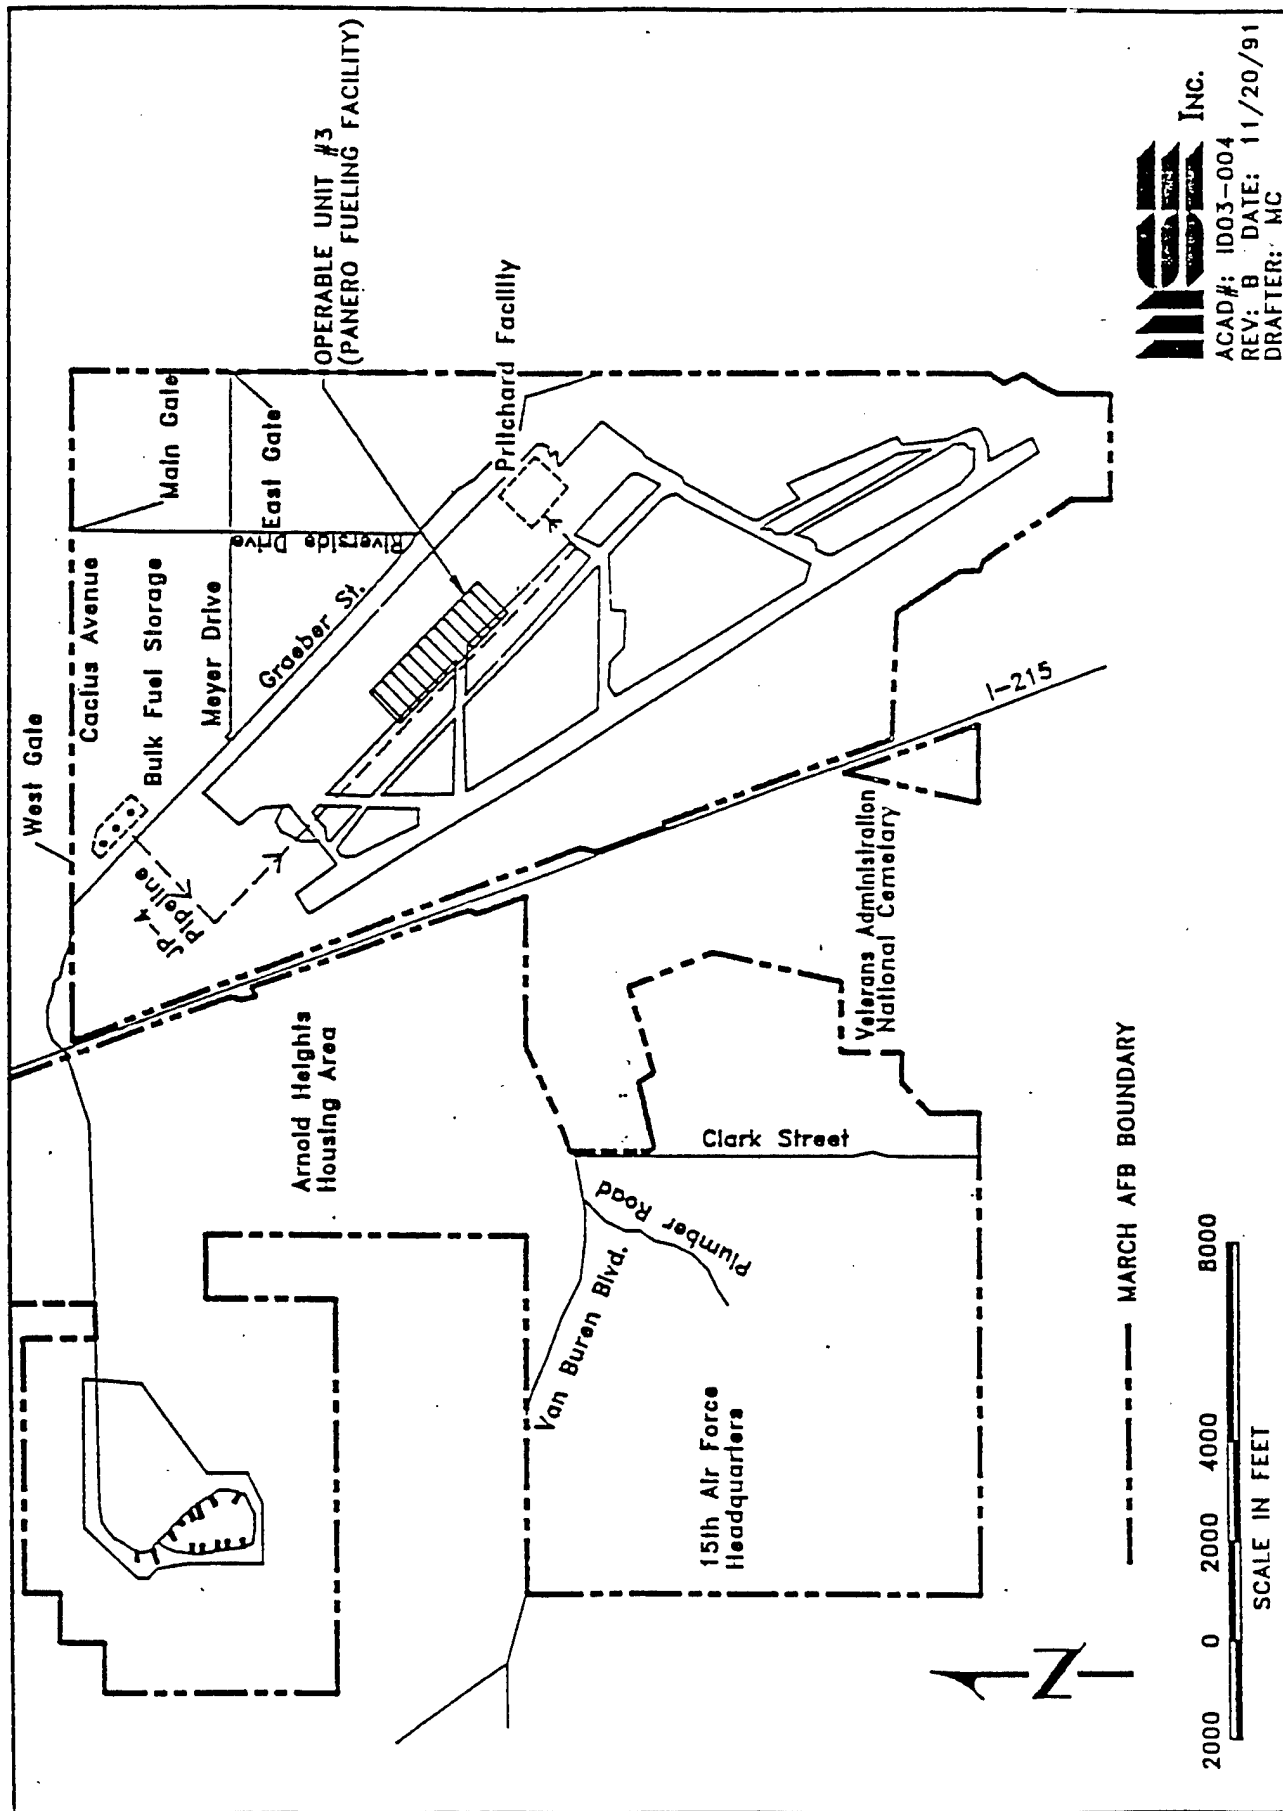 West Gate
Cactus Avenue
Main Gate
Bulk Fuel Storage
JP-4
Pipeline
Meyer Drive
East Gate
Riverside Drive
Graeber St.
OPERABLE UNIT #3
(PANERO FUELING FACILITY)
Pritchard Facility
Arnold Heights
Housing Area
Van Buren Blvd.
Plumber Road
Clark Street
I-215
15th Air Force
Headquarters
Veterans Administration
National Cemetary
MARCH AFB BOUNDARY
N
2000 0 2000 4000 8000
SCALE IN FEET
MSE INC.
ACAD#: ID03-004
REV: B DATE: 11/20/91
DRAFTER: MC